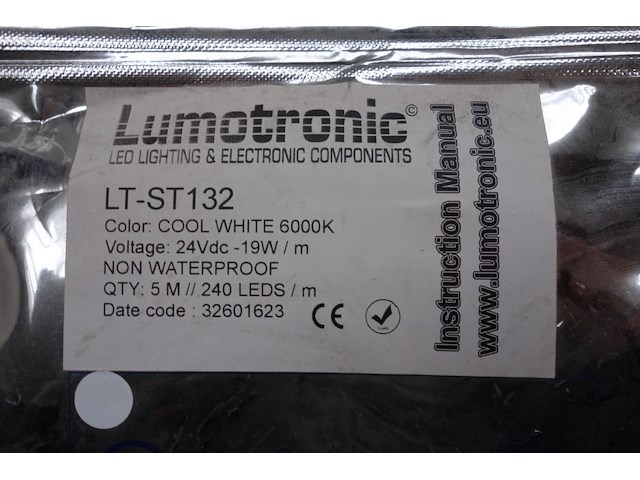 Lumotronic©
LED LIGHTING & ELECTRONIC COMPONENTS
LT-ST132
Color: COOL WHITE 6000K
Voltage: 24Vdc -19W / m
NON WATERPROOF
QTY: 5 M // 240 LEDS / m
Date code : 32601623
CE
Instruction Manual
www.lumotronic.eu